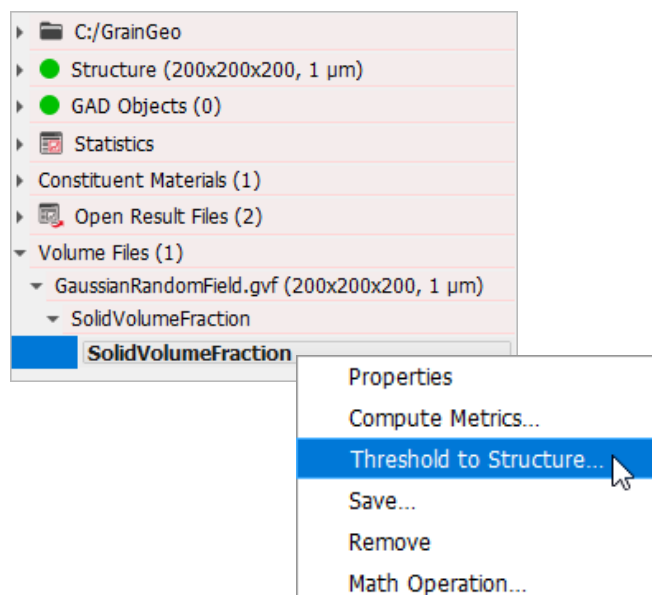 C:/GrainGeo
Structure (200x200x200, 1 µm)
GAD Objects (0)
Statistics
Constituent Materials (1)
Open Result Files (2)
Volume Files (1)
GaussianRandomField.gvf (200x200x200, 1 µm)
SolidVolumeFraction
SolidVolumeFraction
Properties
Compute Metrics...
Threshold to Structure...
Save...
Remove
Math Operation...